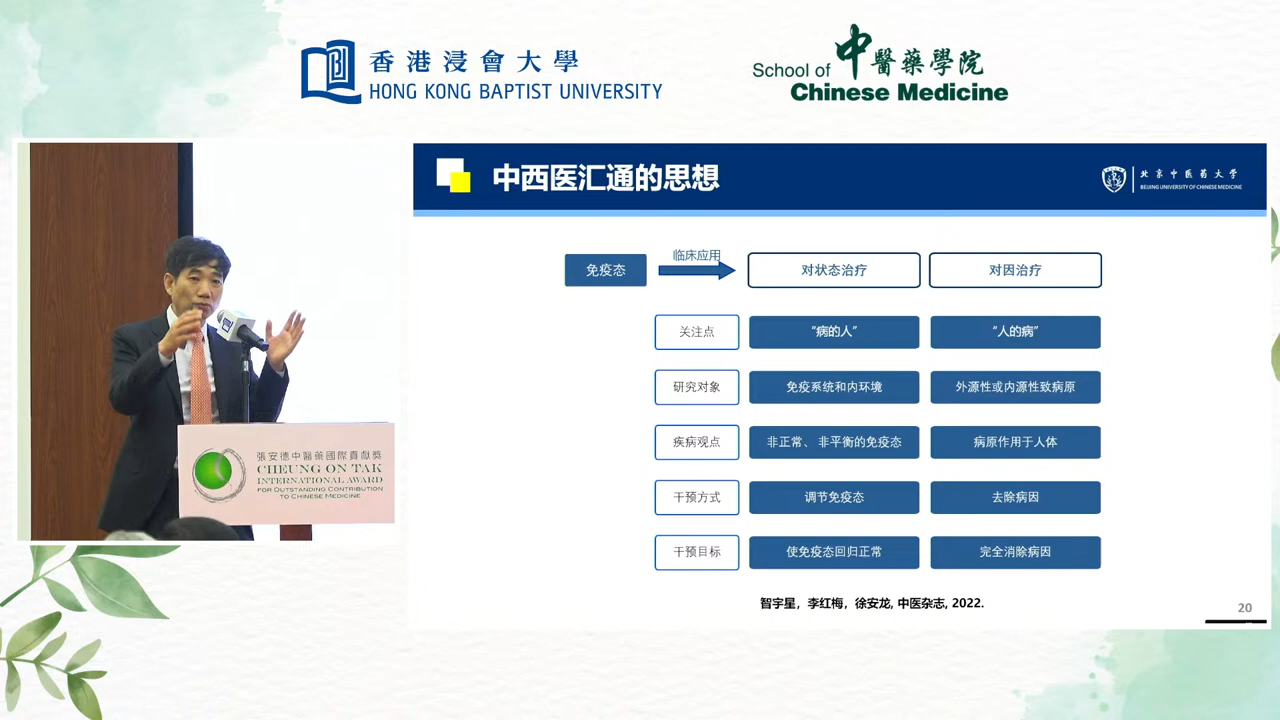 香港浸會大學
HONG KONG BAPTIST UNIVERSITY
School of 中醫藥學院
Chinese Medicine
中西医汇通的思想
北京中医药大学
BEIJING UNIVERSITY OF CHINESE MEDICINE
免疫态
临床应用
对状态治疗
对因治疗
关注点
“病的人”
“人的病”
研究对象
免疫系统和内环境
外源性或内源性致病原
疾病观点
非正常、非平衡的免疫态
病原作用于人体
干预方式
调节免疫态
去除病因
干预目标
使免疫态回归正常
完全消除病因
智宇星，李红梅，徐安龙, 中医杂志, 2022.
20
張安德中醫藥國際貢獻獎
CHEUNG ON TAK
INTERNATIONAL AWARD
FOR OUTSTANDING CONTRIBUTION
TO CHINESE MEDICINE